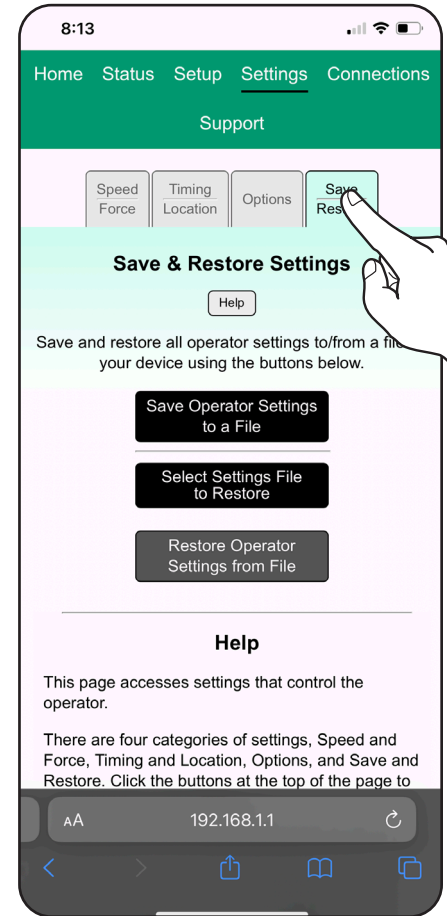 8:13
Home Status Setup Settings Connections
Support
Speed
Force
Timing
Location
Options
Save
Save & Restore Settings
Help
Save and restore all operator settings to/from a
your device using the buttons below.
Save Operator Settings
to a File
Select Settings File
to Restore
Restore Operator
Settings from File
Help
This page accesses settings that control the
operator.
There are four categories of settings, Speed and
Force, Timing and Location, Options, and Save and
Restore. Click the buttons at the top of the page to
AA
192.168.1.1